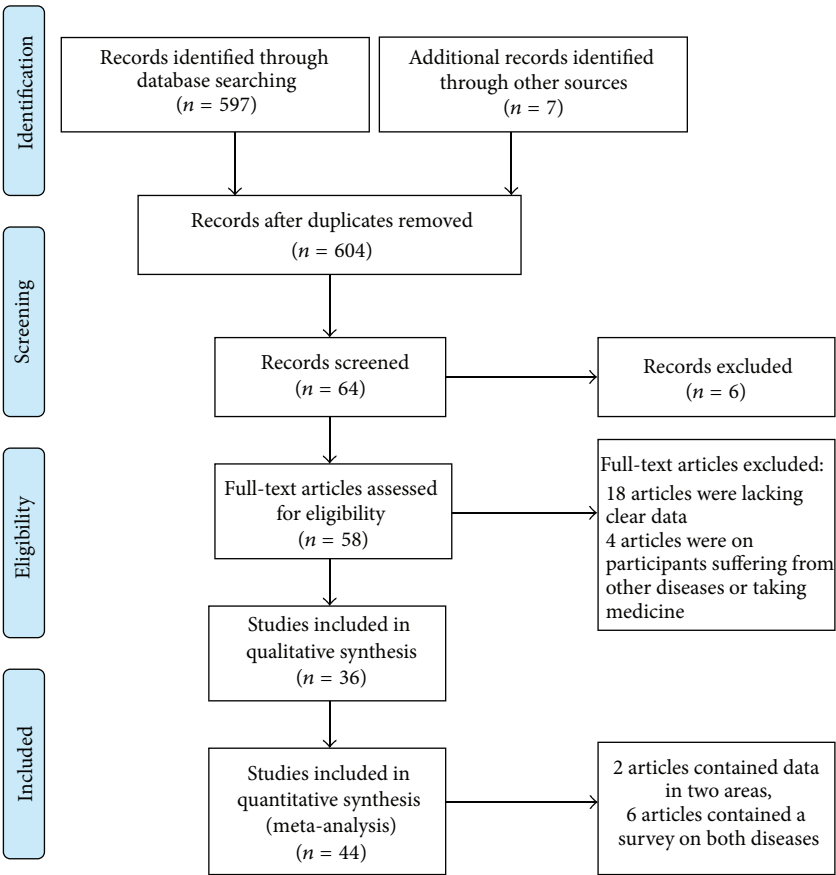 Identification
Records identified through
database searching
(n = 597)
Additional records identified
through other sources
(n = 7)
Records after duplicates removed
(n = 604)
Screening
Records screened
(n = 64)
Records excluded
(n = 6)
Eligibility
Full-text articles assessed
for eligibility
(n = 58)
Full-text articles excluded:
18 articles were lacking
clear data
4 articles were on
participants suffering from
other diseases or taking
medicine
Studies included in
qualitative synthesis
(n = 36)
Included
Studies included in
quantitative synthesis
(meta-analysis)
(n = 44)
2 articles contained data
in two areas,
6 articles contained a
survey on both diseases